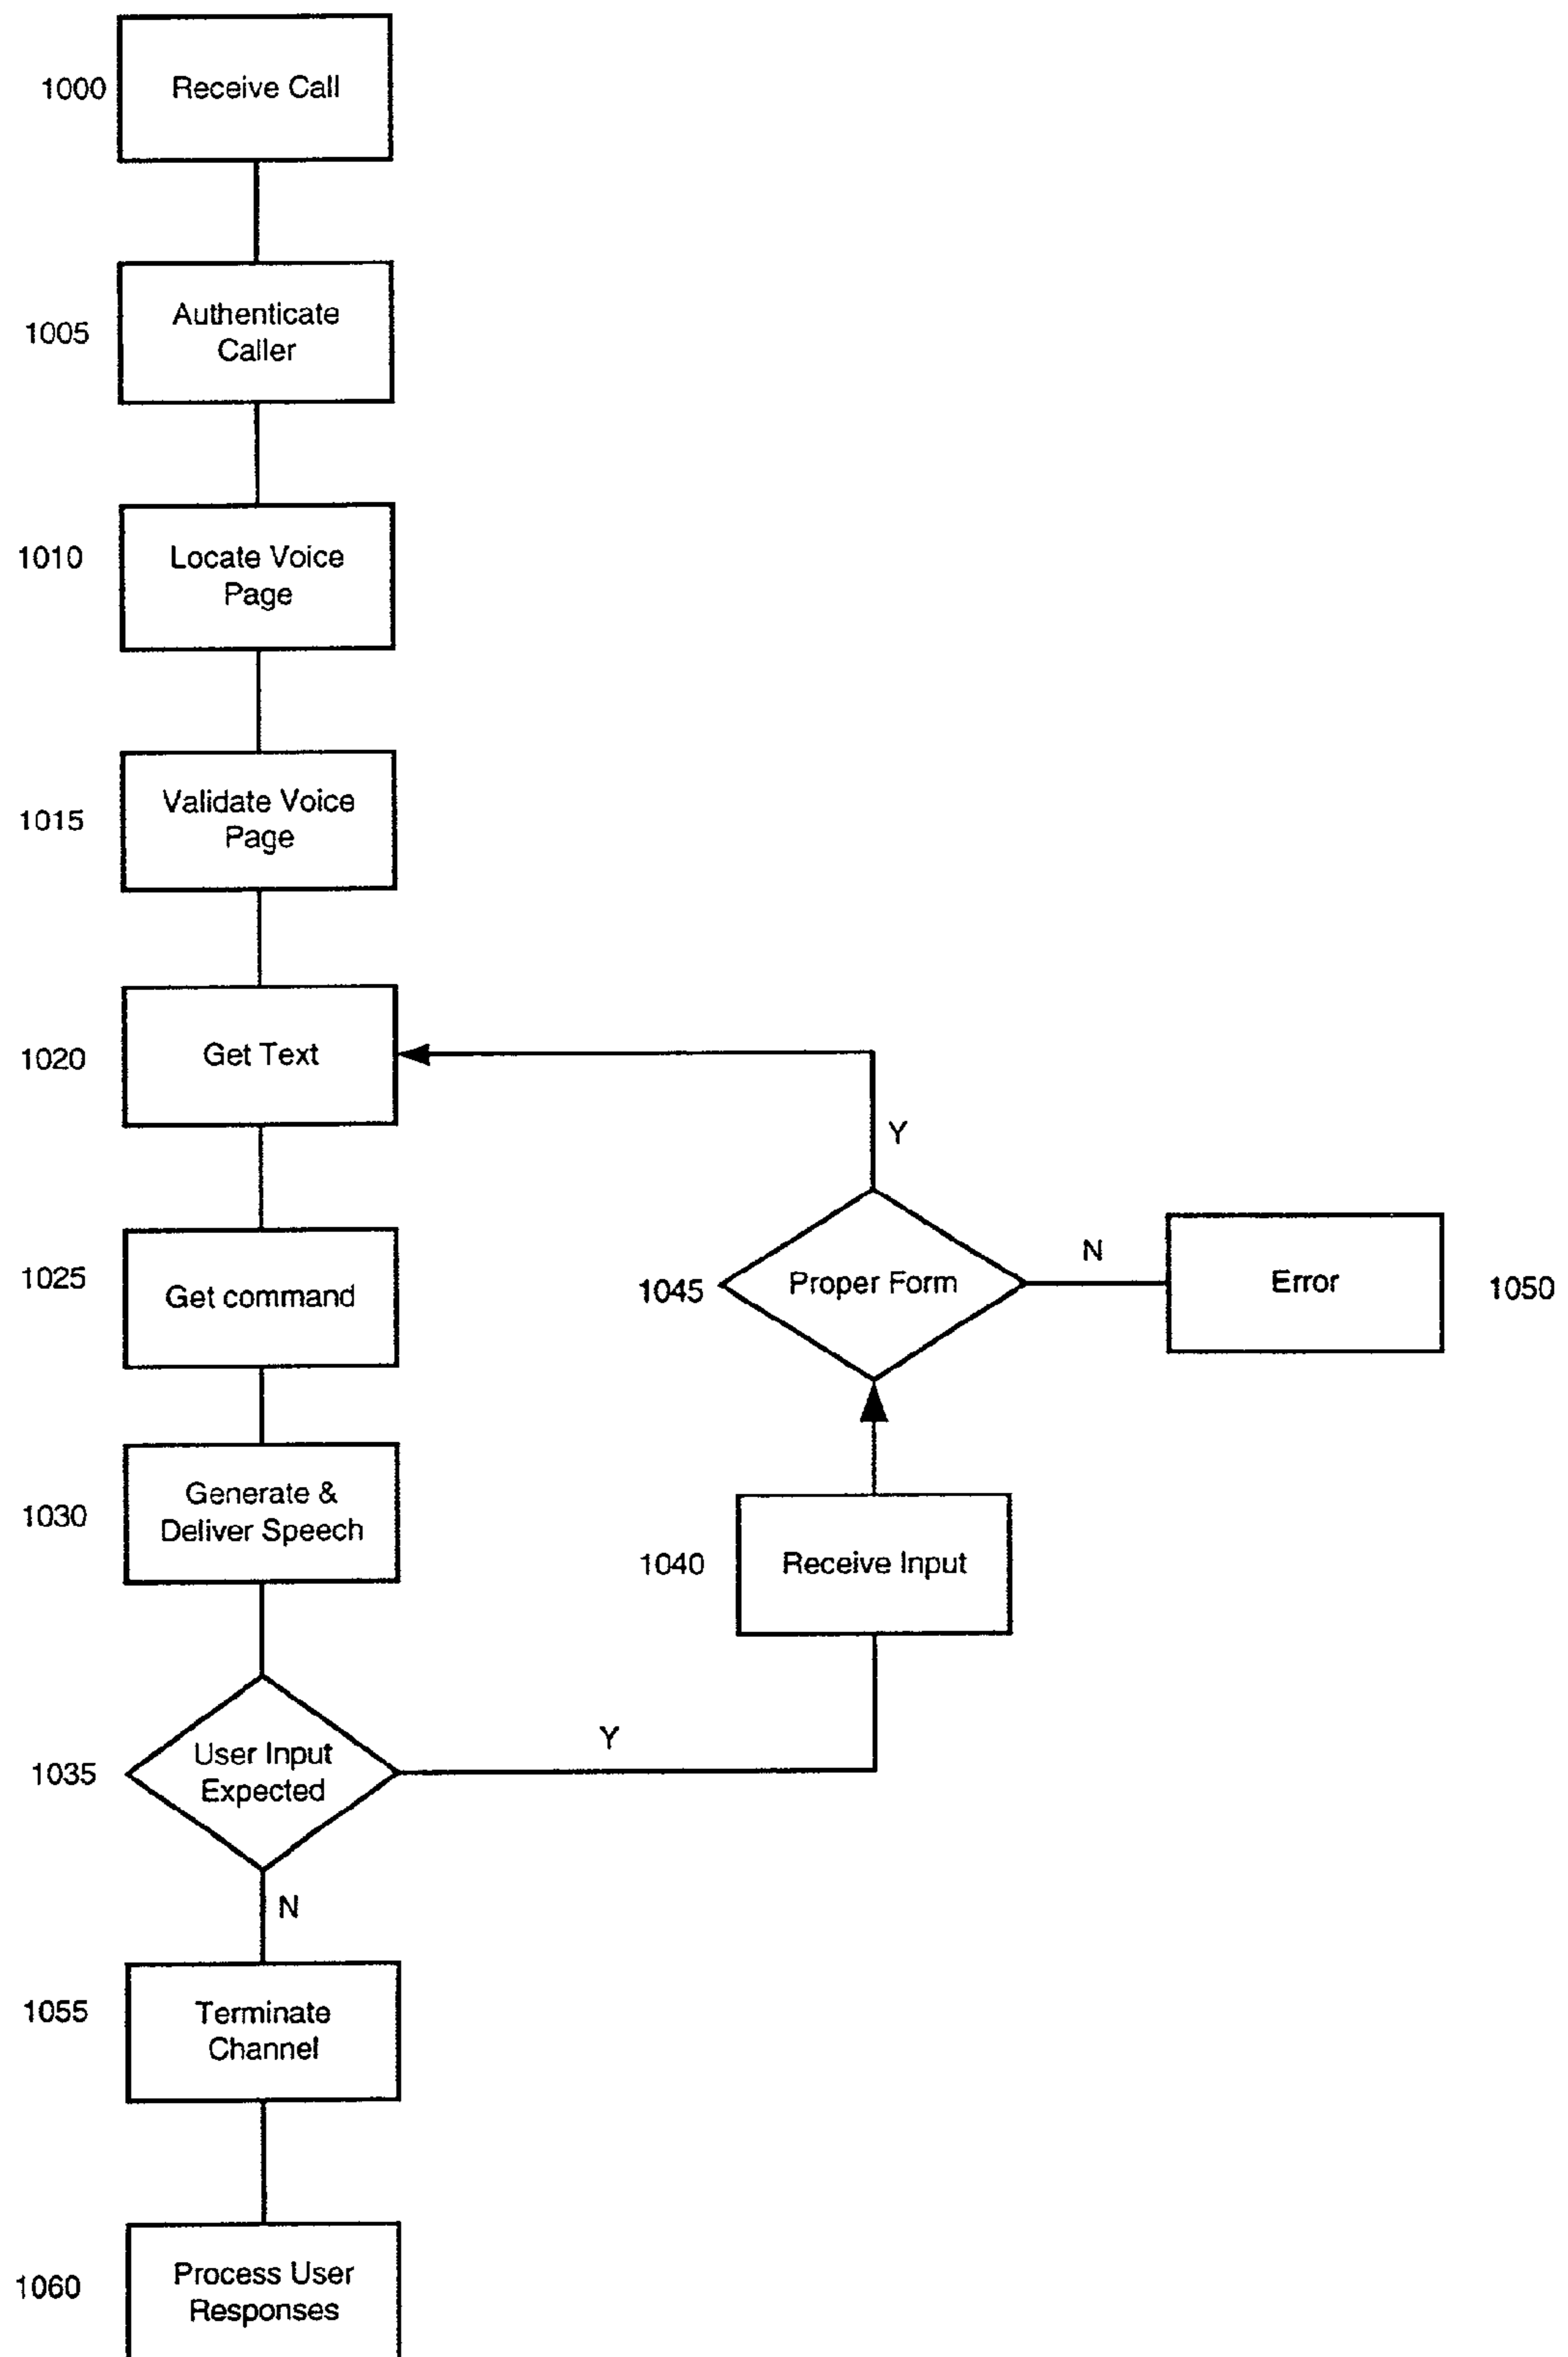 1000
Receive Call
1005
Authenticate
Caller
1010
Locate Voice
Page
1015
Validate Voice
Page
1020
Get Text
1025
Get command
1030
Generate &
Deliver Speech
1035
User Input
Expected
Y
1040
Receive Input
1045
Proper Form
Y
N
Error
1050
N
1055
Terminate
Channel
1060
Process User
Responses